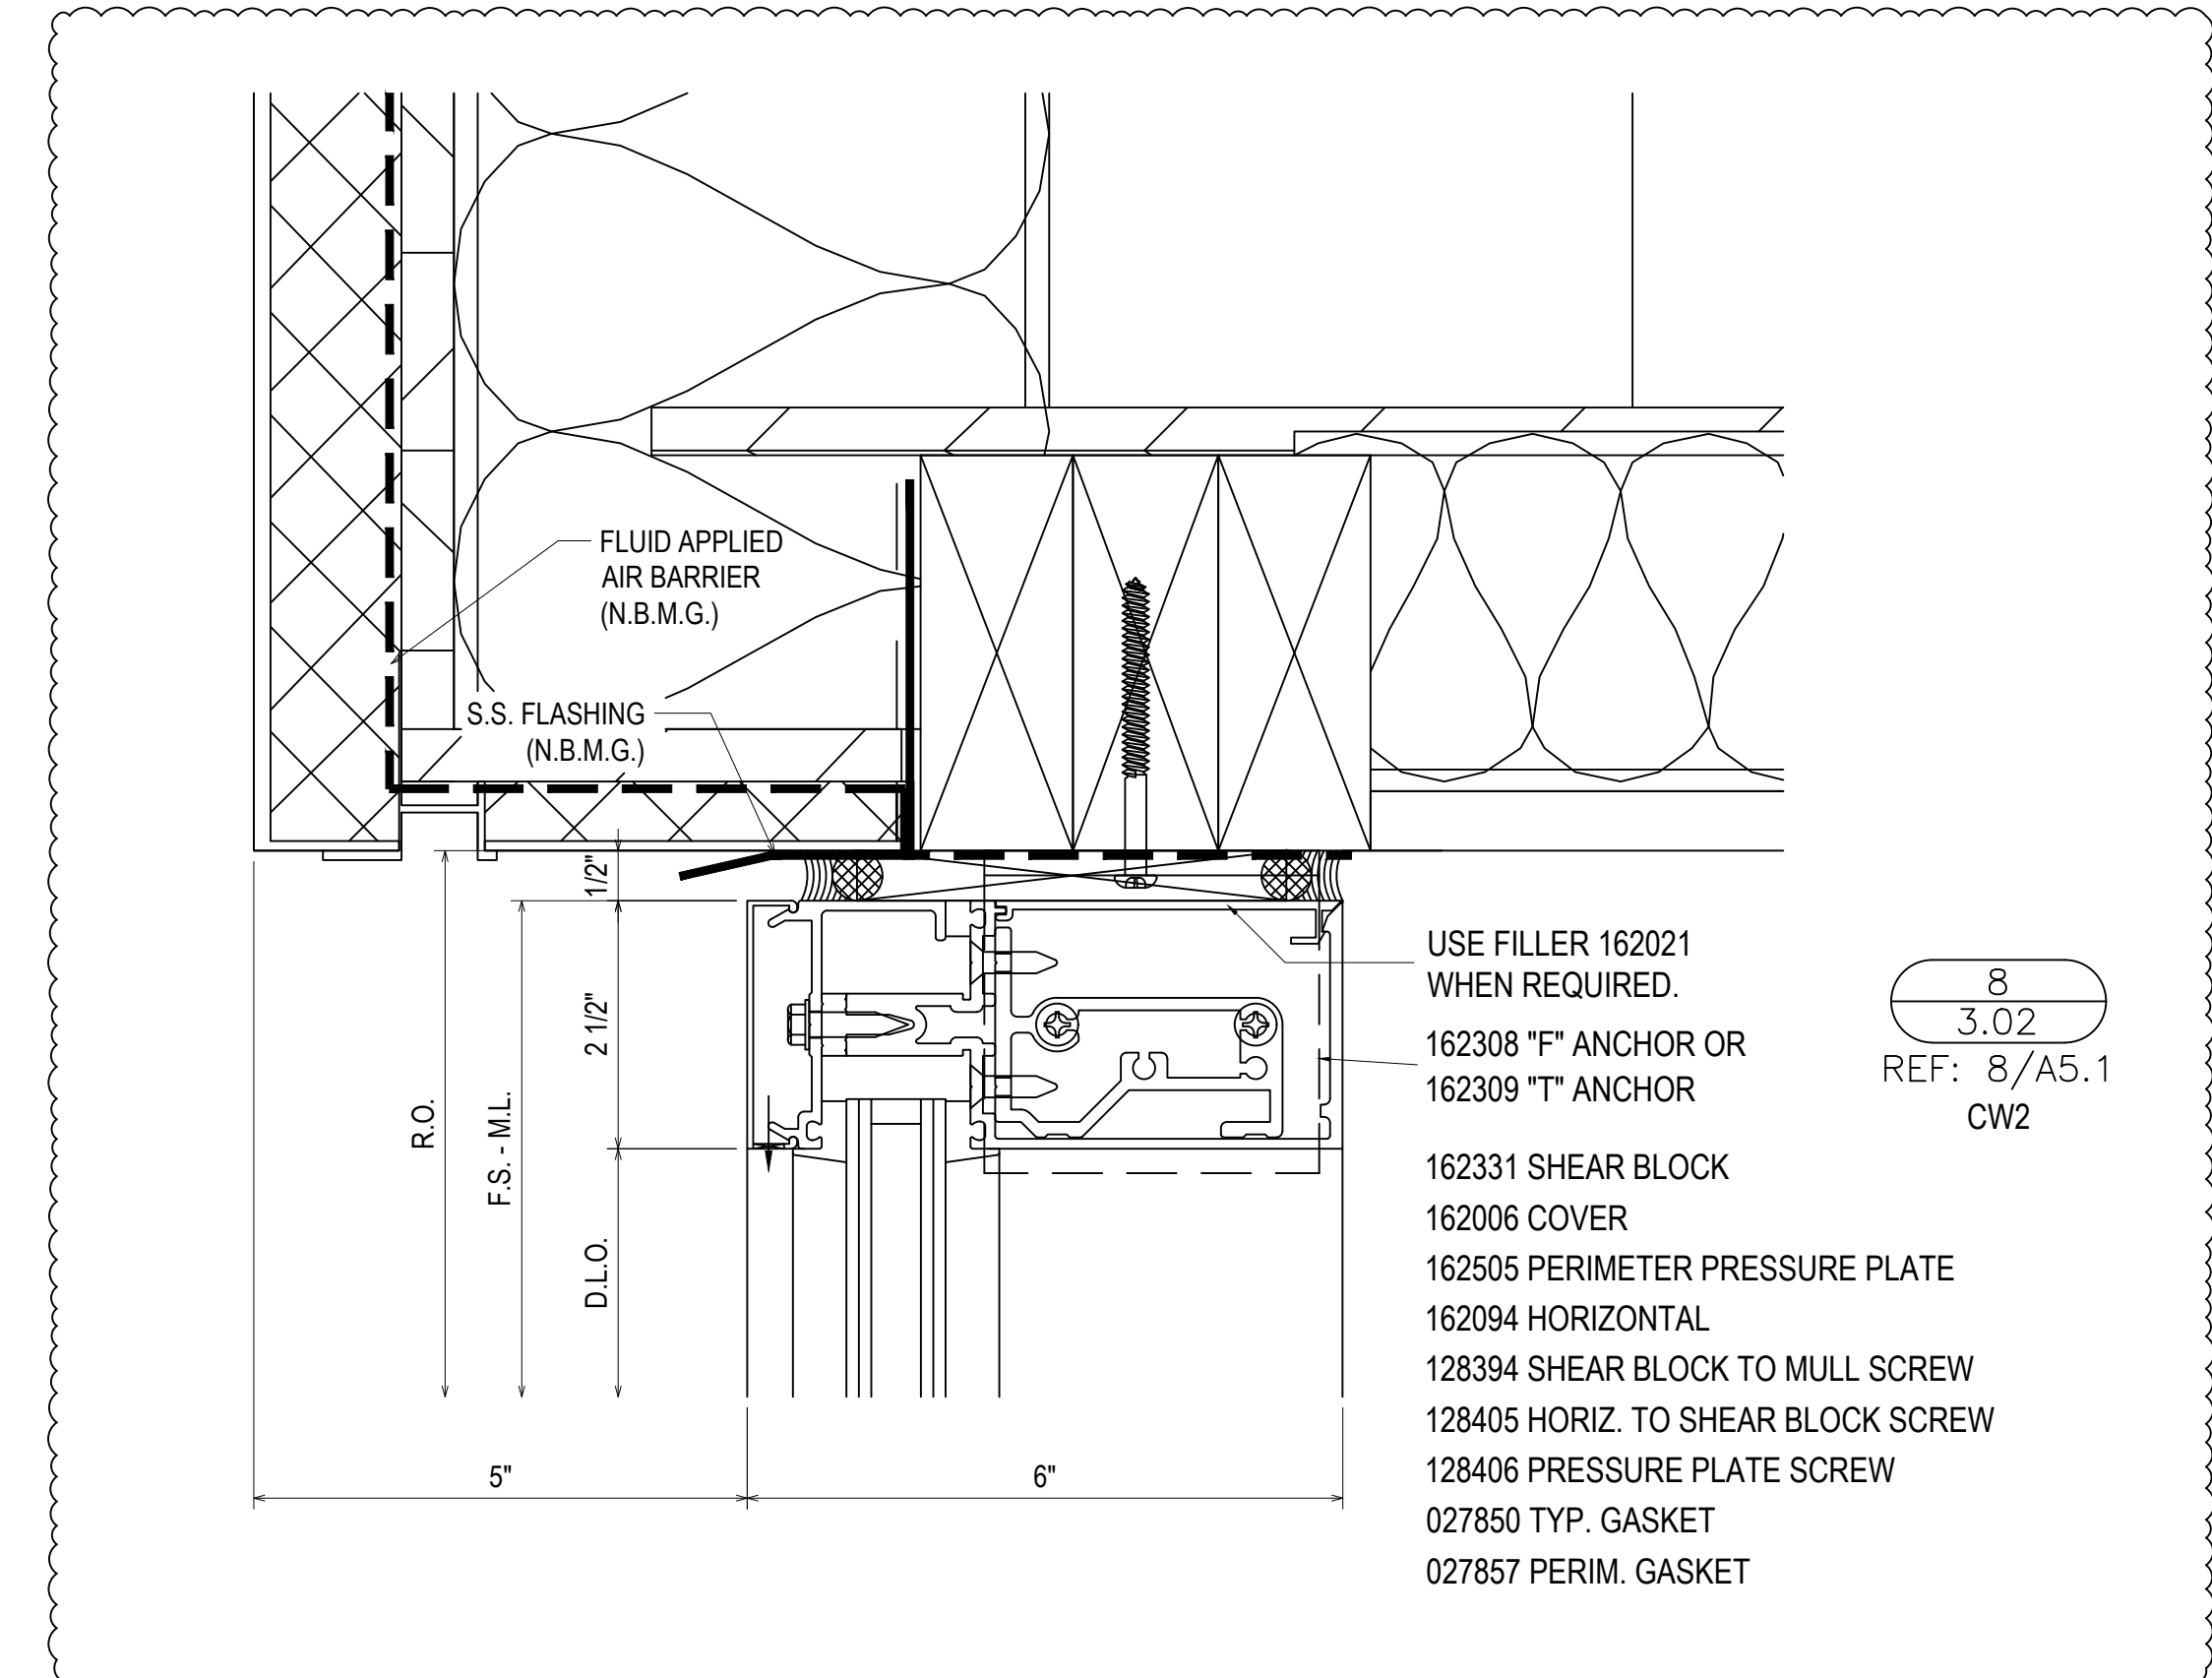 FLUID APPLIED
AIR BARRIER
(N.B.M.G.)
S.S. FLASHING
(N.B.M.G.)
1/2"
2 1/2"
R.O.
F.S. - M.L.
D.L.O.
5"
6"
USE FILLER 162021
WHEN REQUIRED.
162308 "F" ANCHOR OR
162309 "T" ANCHOR
162331 SHEAR BLOCK
162006 COVER
162505 PERIMETER PRESSURE PLATE
162094 HORIZONTAL
128394 SHEAR BLOCK TO MULL SCREW
128405 HORIZ. TO SHEAR BLOCK SCREW
128406 PRESSURE PLATE SCREW
027850 TYP. GASKET
027857 PERIM. GASKET
8
3.02
REF: 8/A5.1
CW2